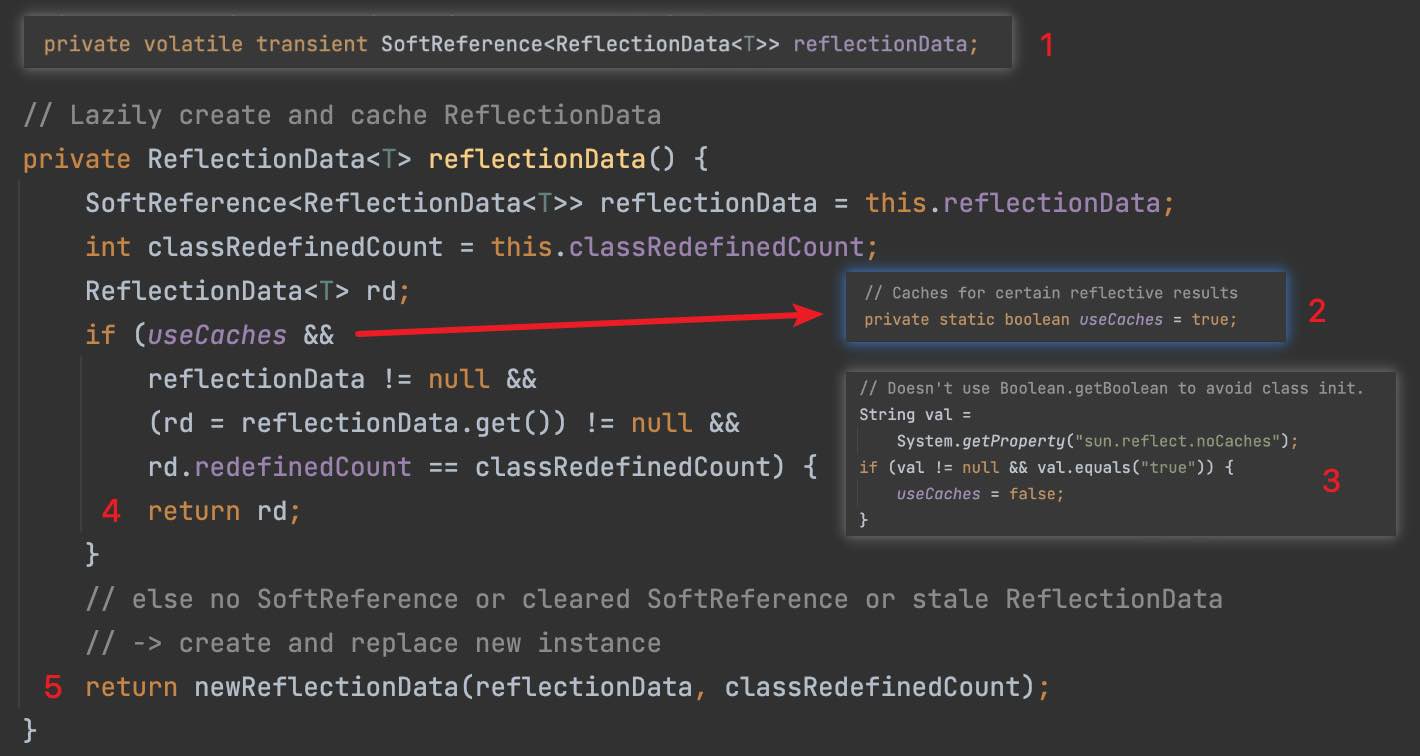 private volatile transient SoftReference<ReflectionData<T>> reflectionData;
1
// Lazily create and cache ReflectionData
private ReflectionData<T> reflectionData() {
SoftReference<ReflectionData<T>> reflectionData = this.reflectionData;
int classRedefinedCount = this.classRedefinedCount;
ReflectionData<T> rd;
if (useCaches &&
reflectionData != null &&
(rd = reflectionData.get()) != null &&
rd.redefinedCount == classRedefinedCount) {
4
return rd;
}
// else no SoftReference or cleared SoftReference or stale ReflectionData
// -> create and replace new instance
5
return newReflectionData(reflectionData, classRedefinedCount);
}
// Caches for certain reflective results
private static boolean useCaches = true;
2
// Doesn't use Boolean.getBoolean to avoid class init.
String val =
System.getProperty("sun.reflect.noCaches");
if (val != null && val.equals("true")) {
useCaches = false;
}
3